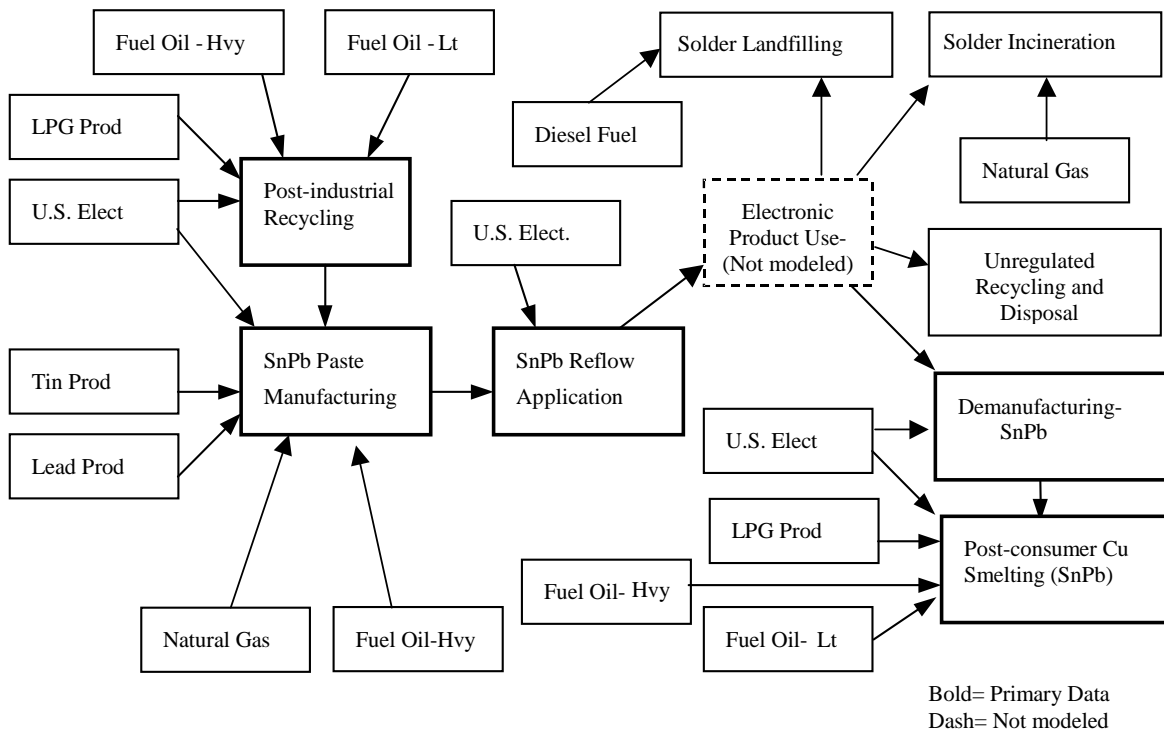 Fuel Oil - Hvy
Fuel Oil - Lt
Solder Landfilling
Solder Incineration
LPG Prod
Diesel Fuel
Natural Gas
U.S. Elect
Post-industrial
Recycling
U.S. Elect.
Electronic
Product Use-
(Not modeled)
Unregulated
Recycling and
Disposal
Tin Prod
SnPb Paste
Manufacturing
SnPb Reflow
Application
Lead Prod
Demanufacturing-
SnPb
U.S. Elect
LPG Prod
Post-consumer Cu
Smelting (SnPb)
Fuel Oil- Hvy
Natural Gas
Fuel Oil-Hvy
Fuel Oil- Lt
Bold= Primary Data
Dash= Not modeled